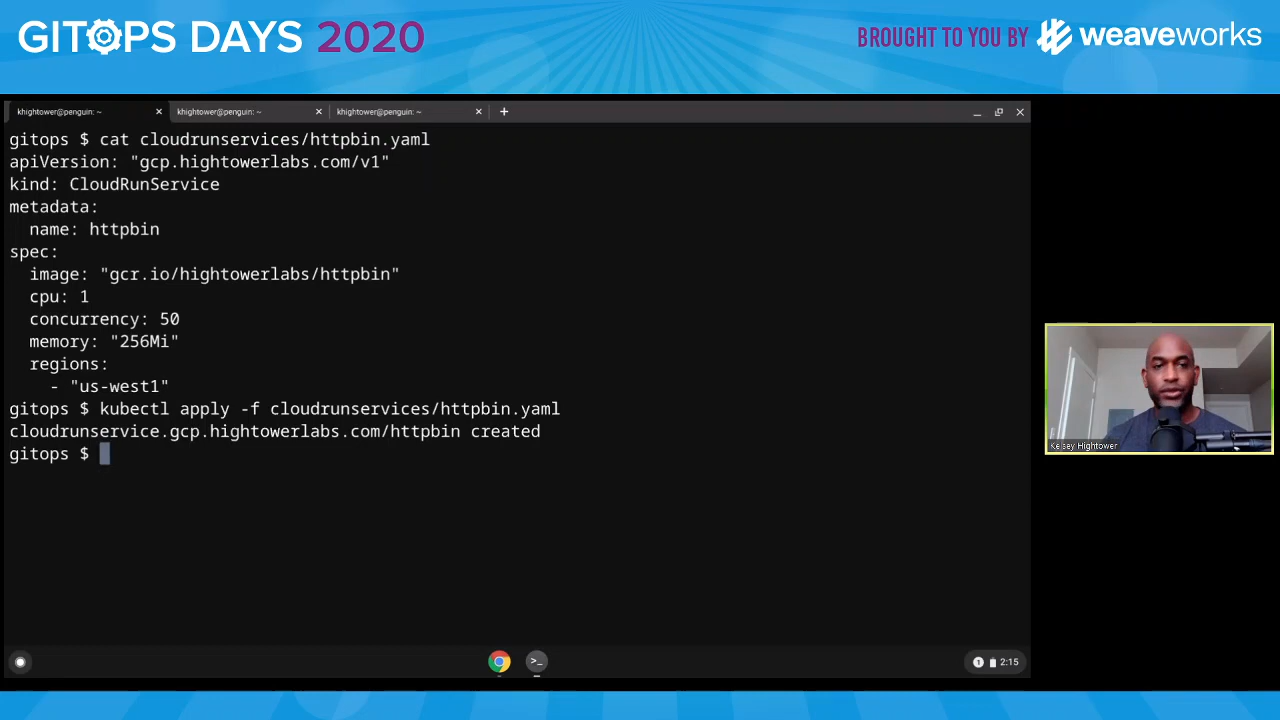 GITOPS DAYS 2020
BROUGHT TO YOU BY weaveworks
khightower@penguin: ~
khightower@penguin: ~
khightower@penguin: ~
gitops $ cat cloudrunservices/httpbin.yaml
apiVersion: "gcp.hightowerlabs.com/v1"
kind: CloudRunService
metadata:
  name: httpbin
spec:
  image: "gcr.io/hightowerlabs/httpbin"
  cpu: 1
  concurrency: 50
  memory: "256Mi"
  regions:
    - "us-west1"
gitops $ kubectl apply -f cloudrunservices/httpbin.yaml
cloudrunservice.gcp.hightowerlabs.com/httpbin created
gitops $
Kelsey Hightower
2:15